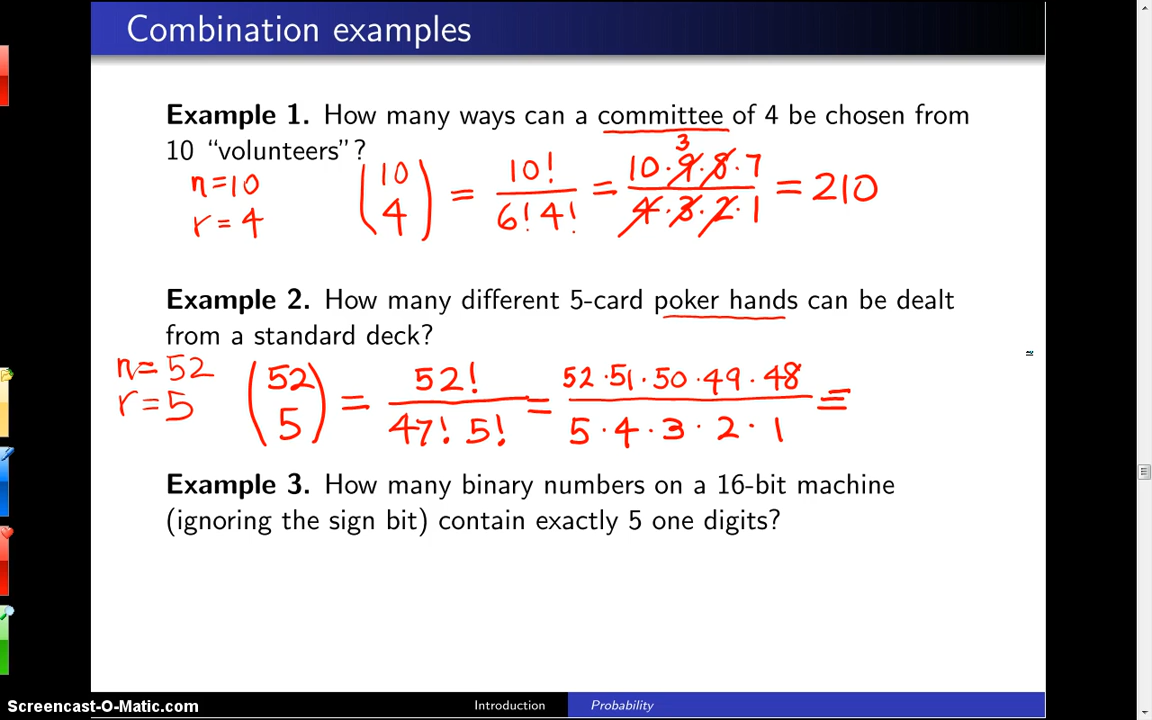 Combination examples
Example 1. How many ways can a committee of 4 be chosen from
10 “volunteers”?
n=10
r=4
(10 4) = 10!/6!4! = 10·9·8·7/4·3·2·1 = 210
3
Example 2. How many different 5-card poker hands can be dealt
from a standard deck?
n=52
r=5
(52 5) = 52!/47! 5! = 52·51·50·49·48/5·4·3·2·1 =
Example 3. How many binary numbers on a 16-bit machine
(ignoring the sign bit) contain exactly 5 one digits?
Screencast-O-Matic.com
Introduction
Probability